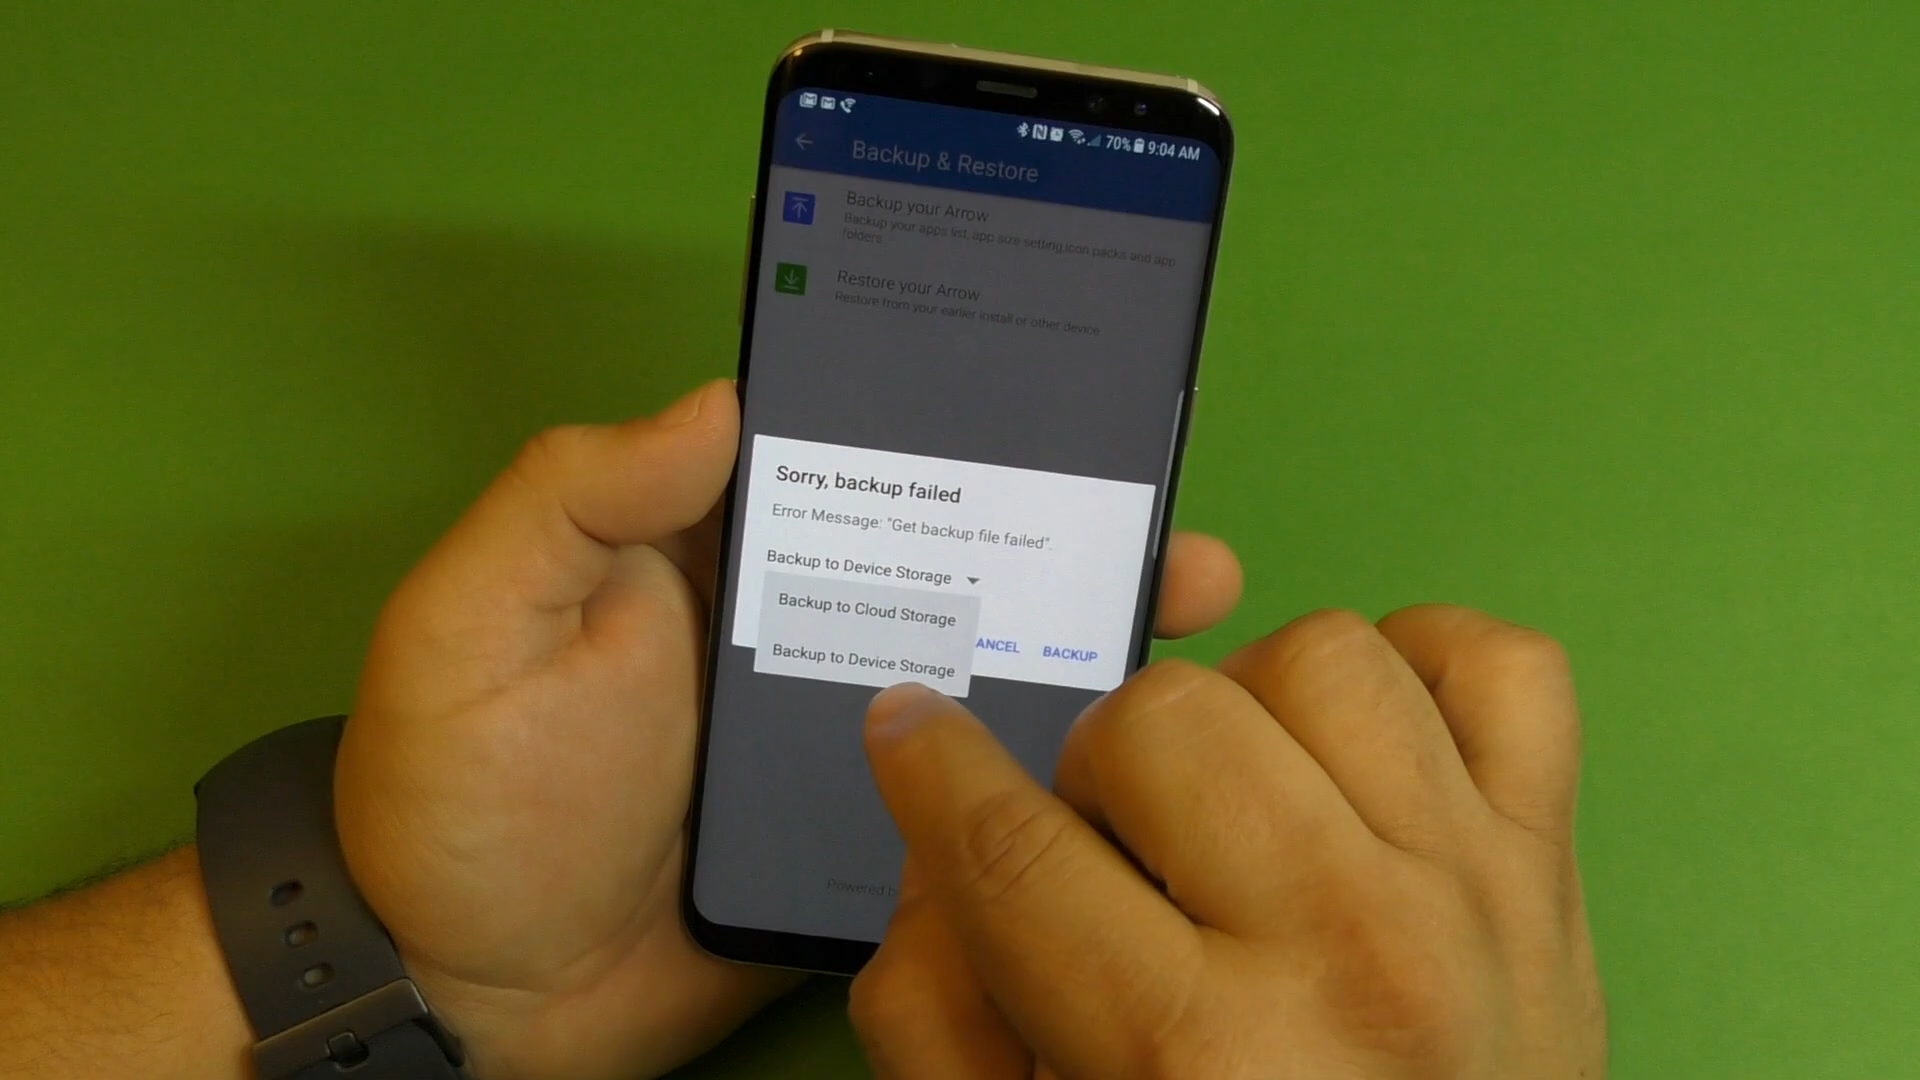 70% 9:04 AM
Backup & Restore
Backup your Arrow
Backup your apps list, app size setting,icon packs and app
folders
Restore your Arrow
Restore from your earlier install or other device
Sorry, backup failed
Error Message: "Get backup file failed".
Backup to Device Storage
Backup to Cloud Storage
Backup to Device Storage
ANCEL BACKUP
Powered